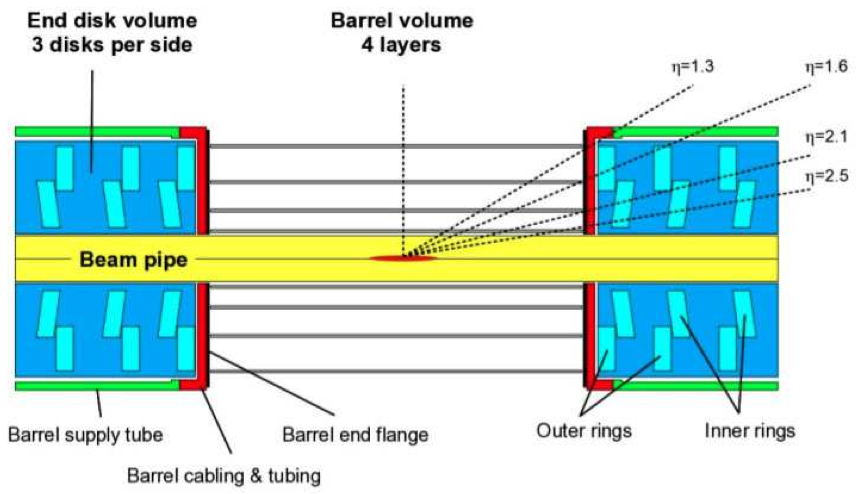 End disk volume
3 disks per side
Barrel volume
4 layers
η=1.3
η=1.6
η=2.1
η=2.5
Beam pipe
Barrel supply tube
Barrel cabling & tubing
Barrel end flange
Outer rings
Inner rings